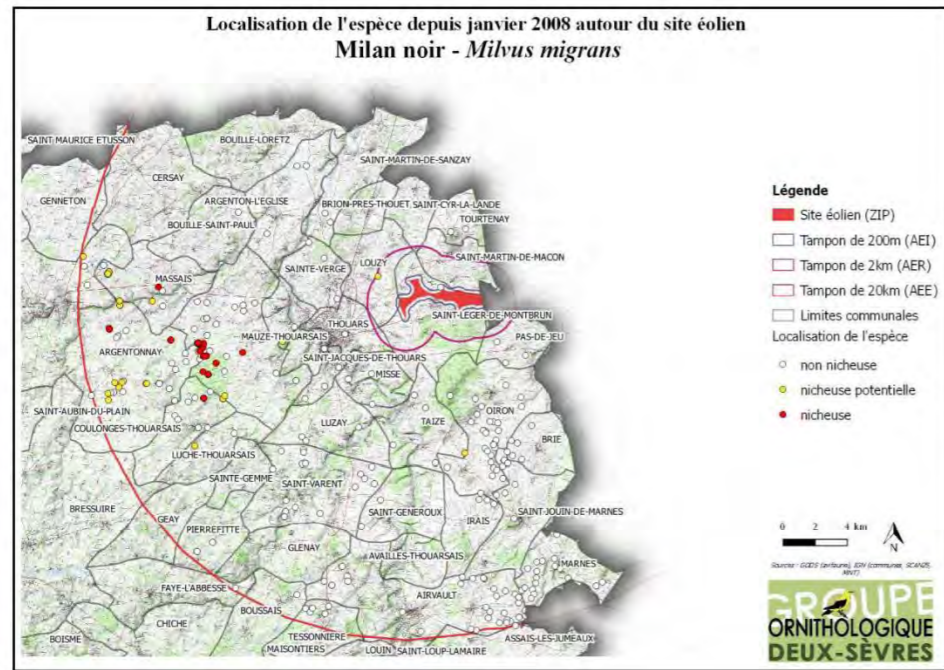 Localisation de l'espèce depuis janvier 2008 autour du site éolien
Milan noir - Milvus migrans
SAINT MAURICE ETUSSON
BOUILLE-LORETZ
SAINT-MARTIN-DE-SANZAY
CERSAY
GENNETON
ARGENTON-L'EGLISE
BRION-PRES-THOUET
SAINT-CYR-LA-LANDE
TOURTENAY
BOUILLE-SAINT-PAUL
SAINT-MARTIN-DE-MACON
LOUZY
SAINTE-VERGE
MASSAIS
SAINT-LEGER-DE-MONTBRUN
THOUARS
MAUZE-THOUARSAIS
PAS-DE-JEU
ARGENTONNAY
SAINT-JACQUES-DE-THOUARS
MISSE
SAINT-AUBIN-DU-PLAIN
OIRON
COULONGES-THOUARSAIS
LUZAY
TAIZE
BRIE
LUCHE-THOUARSAIS
SAINTE-GEMME
SAINT-VARENT
BRESSUIRE
SAINT-GENEROUX
SAINT-JOUIN-DE-MARNES
GEAY
IRAIS
PIERREFITTE
GLENAY
AVAILLES-THOUARSAIS
MARNES
FAYE-L'ABBESSE
AIRVAULT
BOUSSAIS
CHICHE
ASSAIS-LES-JUMEAUX
BOISME
TESSONNIERE
MAISONTIERS
LOUIN
SAINT-LOUP-LAMAIRE
Légende
Site éolien (ZIP)
Tampon de 200m (AEI)
Tampon de 2km (AER)
Tampon de 20km (AEE)
Limites communales
Localisation de l'espèce
non nicheuse
nicheuse potentielle
nicheuse
0 2 4 km
N
Sources : GODS (avifaune), IGN (communes, SCAN25, MNT)
GROUPE
ORNITHOLOGIQUE
DEUX-SÈVRES